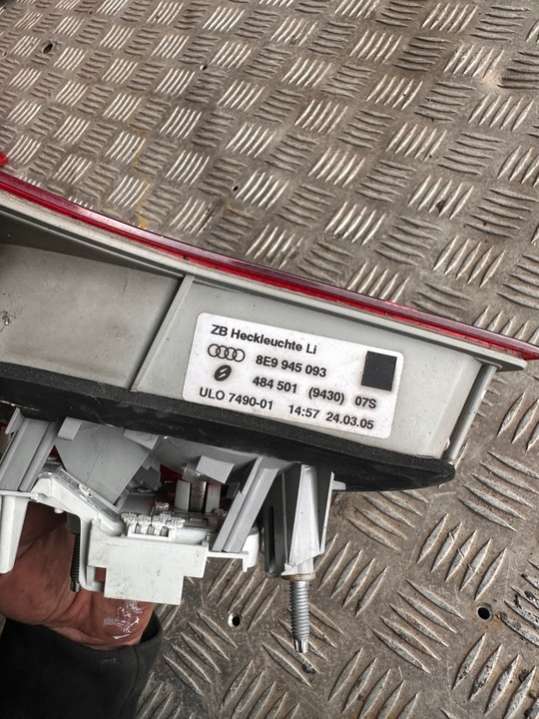 ZB Heckleuchte Li
8E9 945 093
484 501 (9430) 07S
ULO 7490-01 14:57 24.03.05